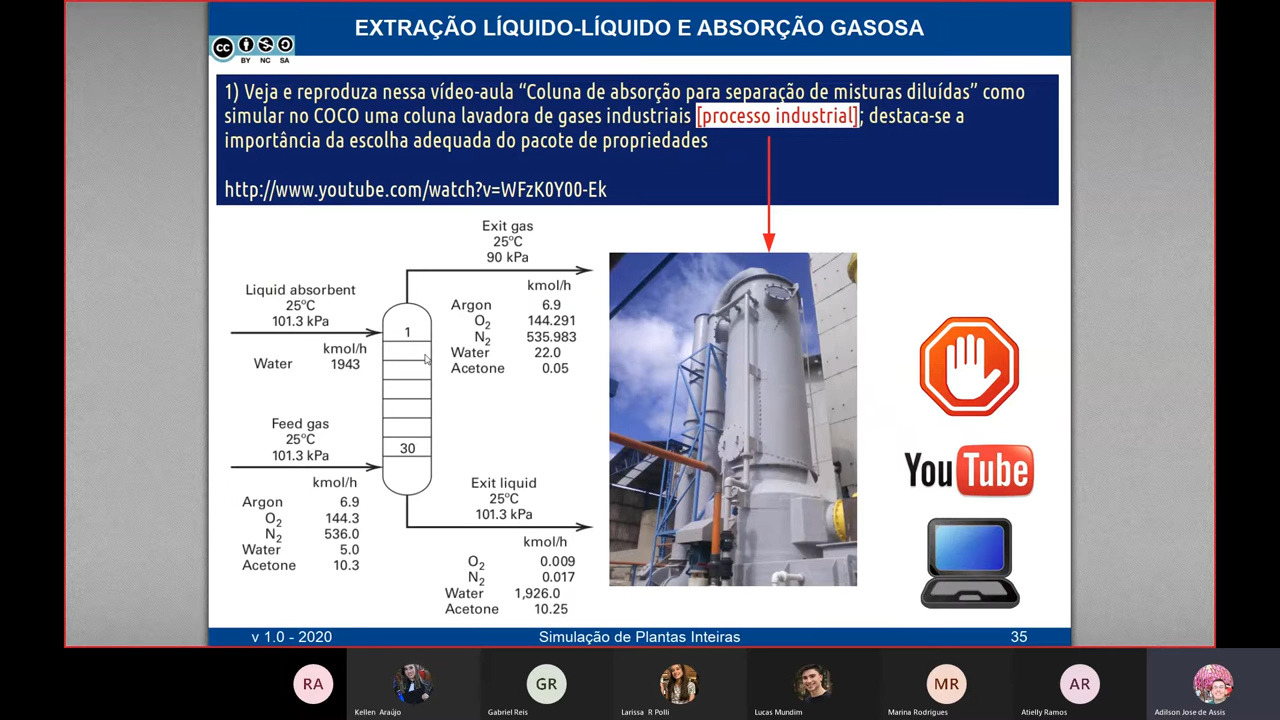 EXTRAÇÃO LÍQUIDO-LÍQUIDO E ABSORÇÃO GASOSA
CC
BY NC SA
1) Veja e reproduza nessa vídeo-aula “Coluna de absorção para separação de misturas diluídas” como
simular no COCO uma coluna lavadora de gases industriais [processo industrial]; destaca-se a
importância da escolha adequada do pacote de propriedades
http://www.youtube.com/watch?v=WFzK0Y00-Ek
Exit gas
25°C
90 kPa
kmol/h
Argon 6.9
O2 144.291
N2 535.983
Water 22.0
Acetone 0.05
Liquid absorbent
25°C
101.3 kPa
kmol/h
Water 1943
1
30
Feed gas
25°C
101.3 kPa
kmol/h
Argon 6.9
O2 144.3
N2 536.0
Water 5.0
Acetone 10.3
Exit liquid
25°C
101.3 kPa
kmol/h
O2 0.009
N2 0.017
Water 1,926.0
Acetone 10.25
YouTube
v 1.0 - 2020
Simulação de Plantas Inteiras
35
RA
GR
MR
AR
Kellen Araújo
Gabriel Reis
Larissa R Polli
Lucas Mundim
Marina Rodrigues
Atielly Ramos
Adilson Jose de Assis